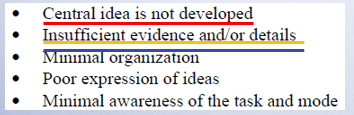 • Central idea is not developed
• Insufficient evidence and/or details
• Minimal organization
• Poor expression of ideas
• Minimal awareness of the task and mode